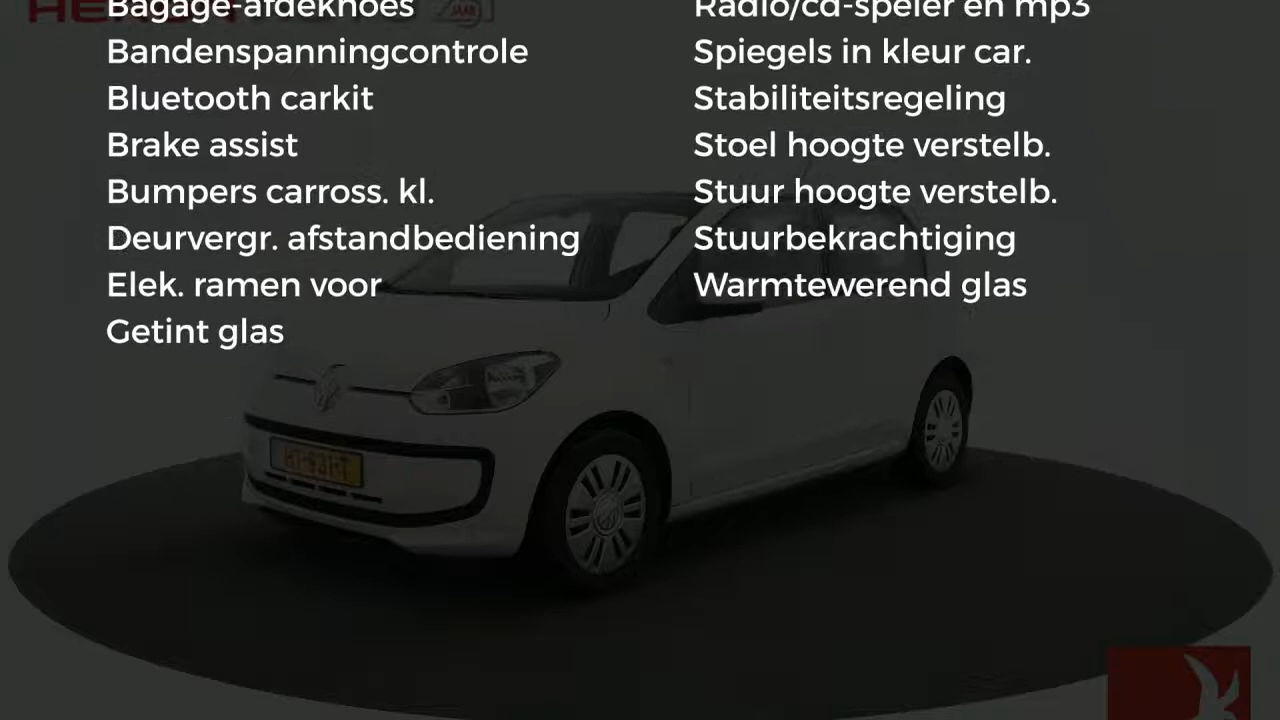 Bagage-afdekhoes
Bandenspanningcontrole
Bluetooth carkit
Brake assist
Bumpers carross. kl.
Deurvergr. afstandbediening
Elek. ramen voor
Getint glas
Radio/cd-speler en mp3
Spiegels in kleur car.
Stabiliteitsregeling
Stoel hoogte verstelb.
Stuur hoogte verstelb.
Stuurbekrachtiging
Warmtewerend glas
JAAR